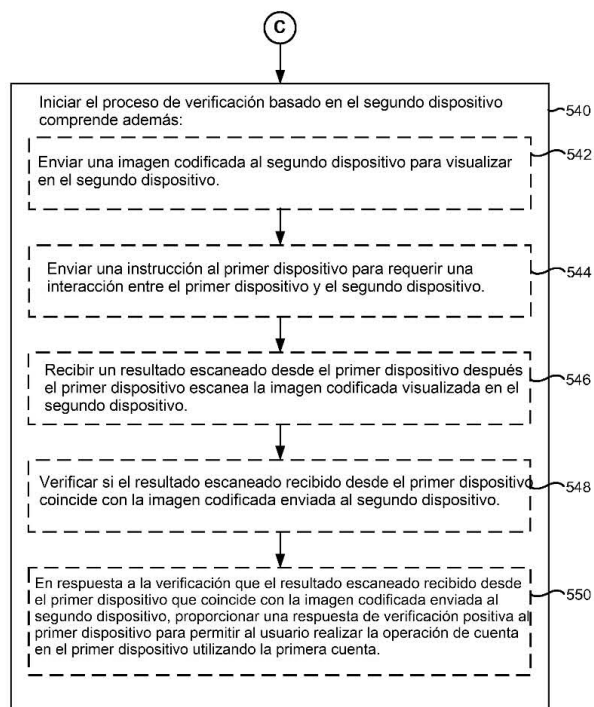 C
Iniciar el proceso de verificación basado en el segundo dispositivo
comprende además:
540
Enviar una imagen codificada al segundo dispositivo para visualizar
en el segundo dispositivo.
542
Enviar una instrucción al primer dispositivo para requerir una
interacción entre el primer dispositivo y el segundo dispositivo.
544
Recibir un resultado escaneado desde el primer dispositivo después
el primer dispositivo escanea la imagen codificada visualizada en el
segundo dispositivo.
546
Verificar si el resultado escaneado recibido desde el primer dispositivo
coincide con la imagen codificada enviada al segundo dispositivo.
548
En respuesta a la verificación que el resultado escaneado recibido desde
el primer dispositivo que coincide con la imagen codificada enviada al
segundo dispositivo, proporcionar una respuesta de verificación positiva al
primer dispositivo para permitir al usuario realizar la operación de cuenta
en el primer dispositivo utilizando la primera cuenta.
550